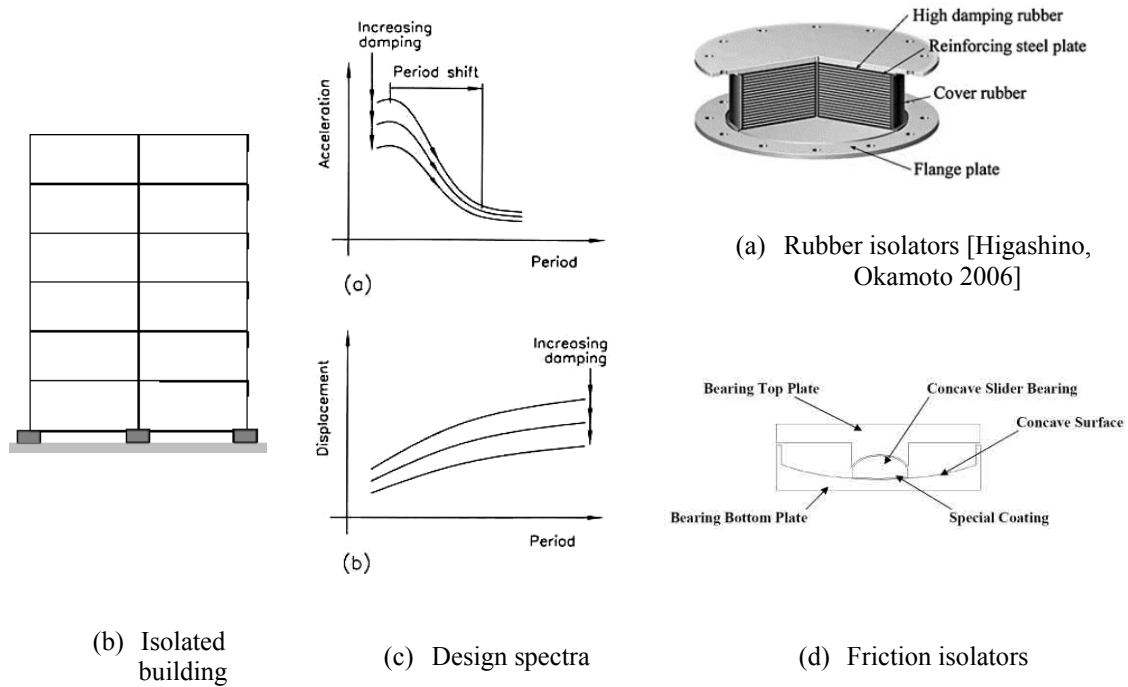 Increasing
damping
Period shift
Acceleration
Period
(a)
Increasing
damping
Displacement
Period
(b)
High damping rubber
Reinforcing steel plate
Cover rubber
Flange plate
(a) Rubber isolators [Higashino,
Okamoto 2006]
Bearing Top Plate
Concave Slider Bearing
Concave Surface
Bearing Bottom Plate
Special Coating
(b) Isolated
building
(c) Design spectra
(d) Friction isolators